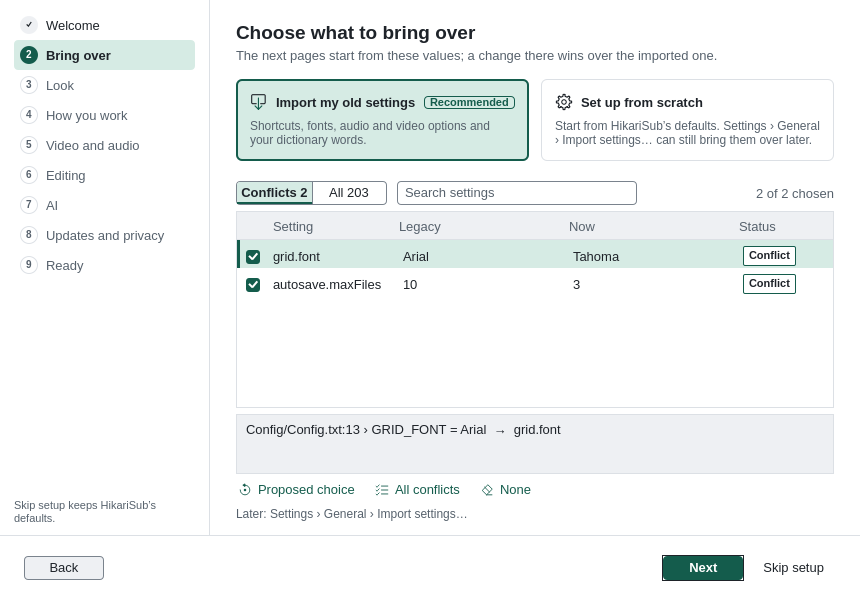 Welcome
2 Bring over
3 Look
4 How you work
5 Video and audio
6 Editing
7 AI
8 Updates and privacy
9 Ready
Skip setup keeps HikariSub's
defaults.
Choose what to bring over
The next pages start from these values; a change there wins over the imported one.
Import my old settings Recommended
Shortcuts, fonts, audio and video options and
your dictionary words.
Set up from scratch
Start from HikariSub's defaults. Settings › General
› Import settings… can still bring them over later.
Conflicts 2 All 203 Search settings 2 of 2 chosen
Setting Legacy Now Status
grid.font Arial Tahoma Conflict
autosave.maxFiles 10 3 Conflict
Config/Config.txt:13 › GRID_FONT = Arial → grid.font
Proposed choice All conflicts None
Later: Settings › General › Import settings…
Back Next Skip setup